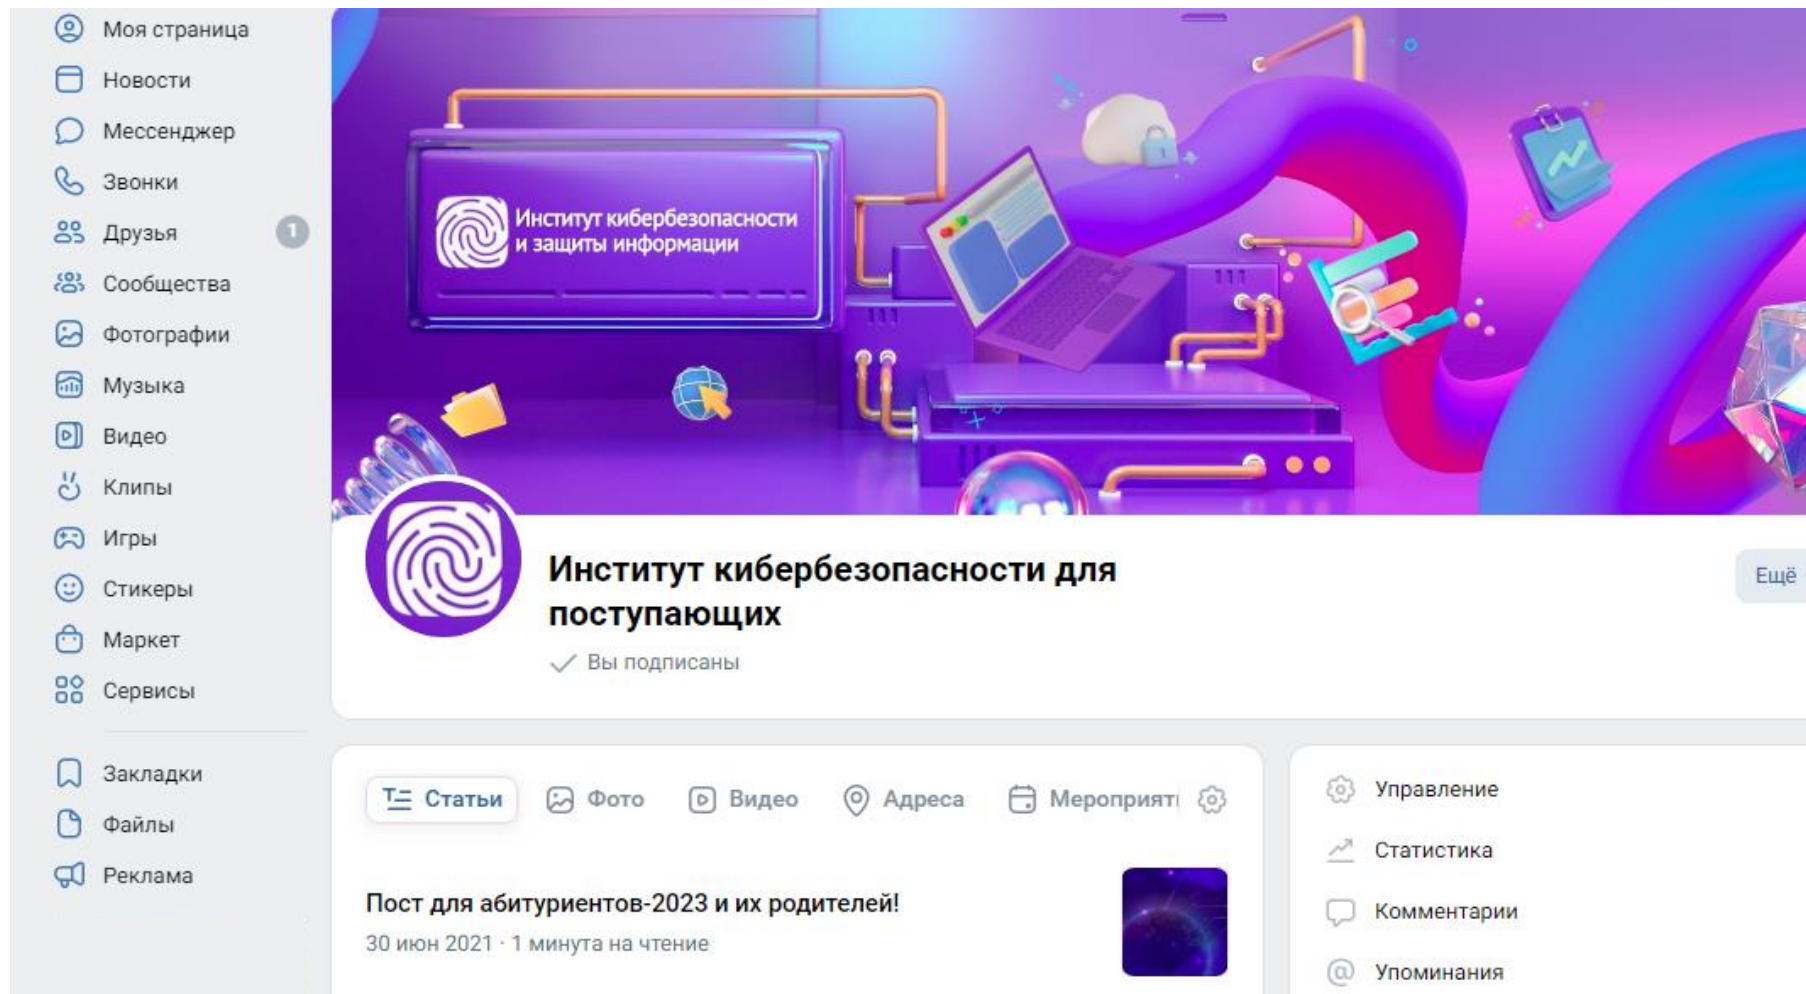 Моя страница
Новости
Мессенджер
Звонки
Друзья 1
Сообщества
Фотографии
Музыка
Видео
Клипы
Игры
Стикеры
Маркет
Сервисы
Закладки
Файлы
Реклама
Институт кибербезопасности
и защиты информации
Институт кибербезопасности для
поступающих
Вы подписаны
Ещё
Статьи Фото Видео Адреса Мероприят
Пост для абитуриентов-2023 и их родителей!
30 июн 2021 · 1 минута на чтение
Управление
Статистика
Комментарии
Упоминания